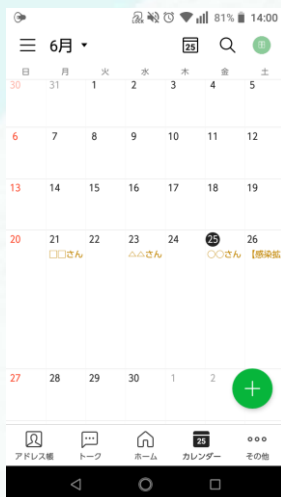 81% 14:00
6月 25
日 月 火 水 木 金 土
30 31 1 2 3 4 5
6 7 8 9 10 11 12
13 14 15 16 17 18 19
20 21 22 23 24 25 26
□□さん △△さん ○○さん 【感染拡
27 28 29 30 1 2
25
アドレス帳 トーク ホーム カレンダー その他